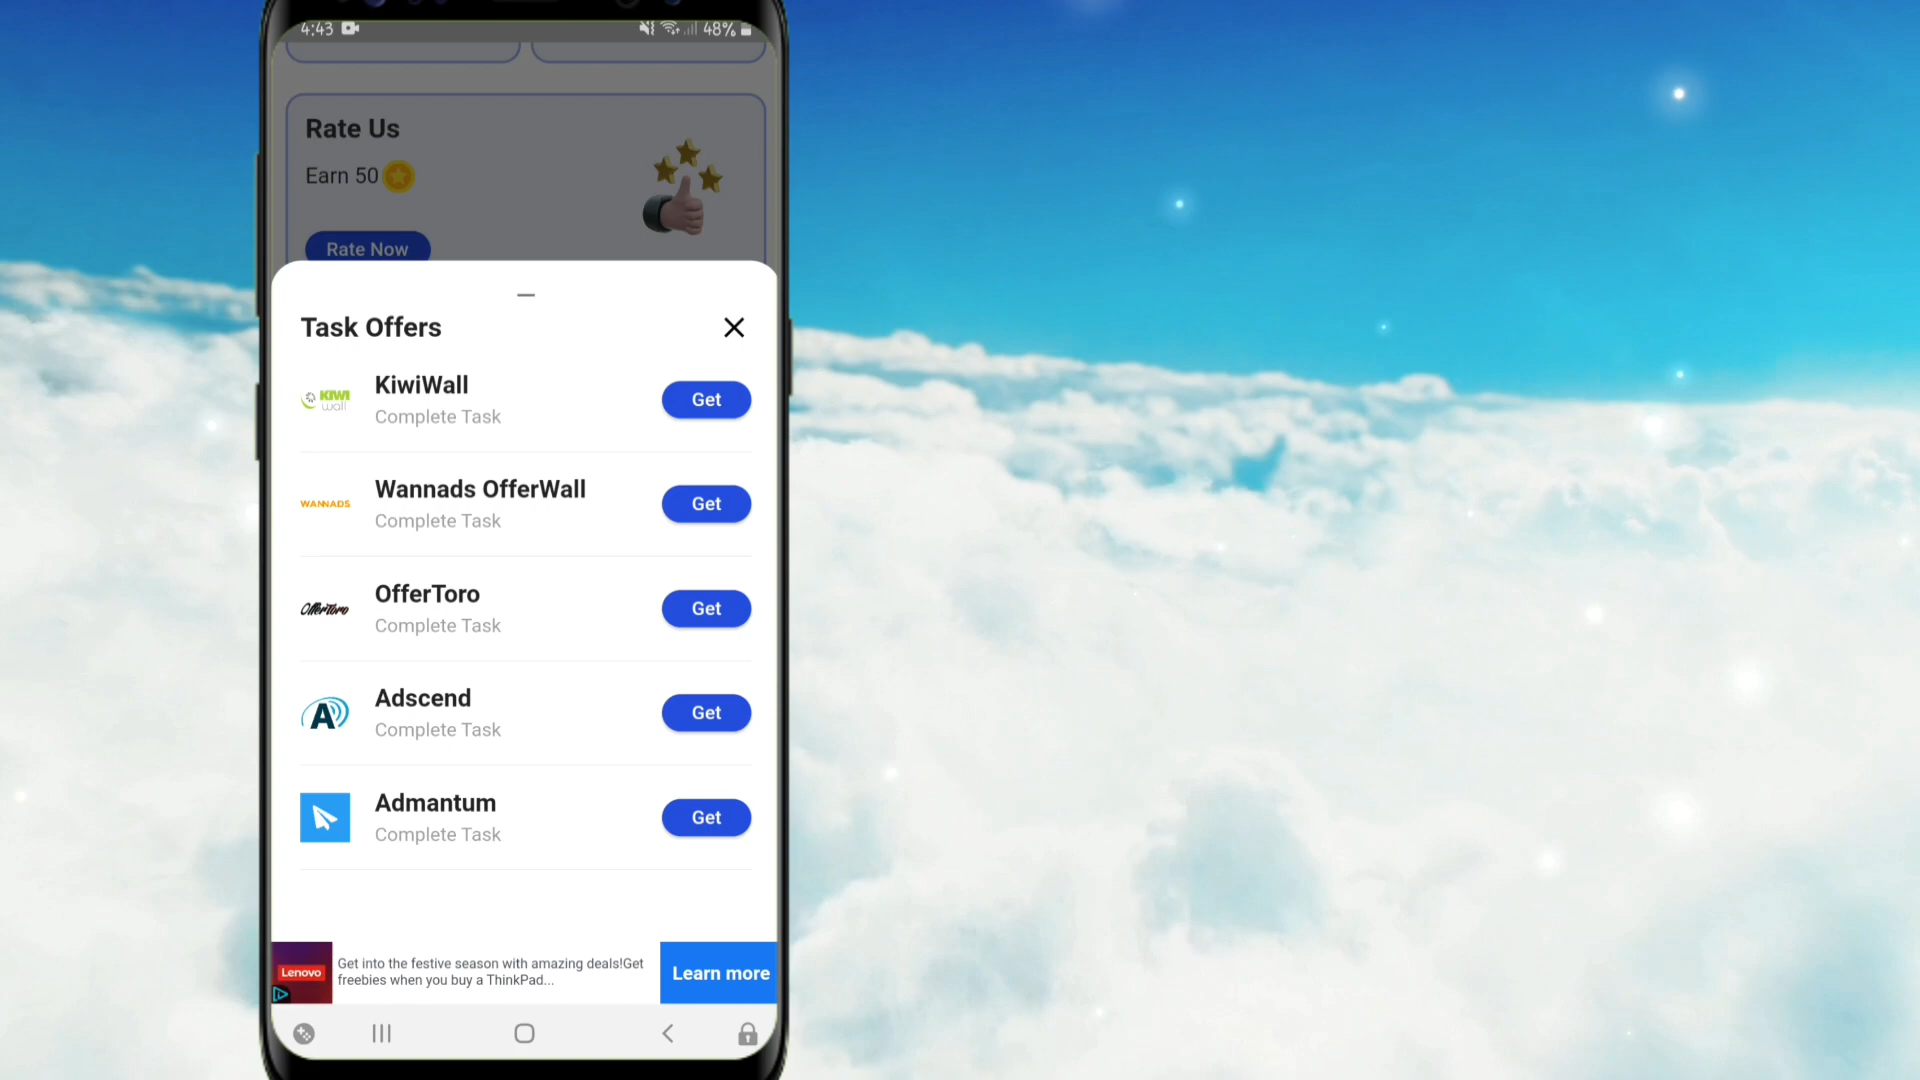 4:43
48%
Rate Us
Earn 50
Rate Now
Task Offers
KIWI
wall
KiwiWall
Complete Task
Get
WANNADS
Wannads OfferWall
Complete Task
Get
OfferToro
OfferToro
Complete Task
Get
A
Adscend
Complete Task
Get
Admantum
Complete Task
Get
Lenovo
Get into the festive season with amazing deals!Get
freebies when you buy a ThinkPad...
Learn more